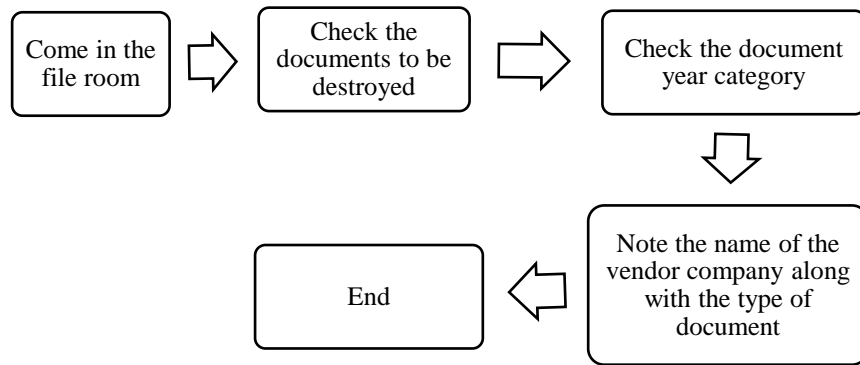 Come in the
file room
Check the
documents to be
destroyed
Check the document
year category
Note the name of the
vendor company along
with the type of
document
End